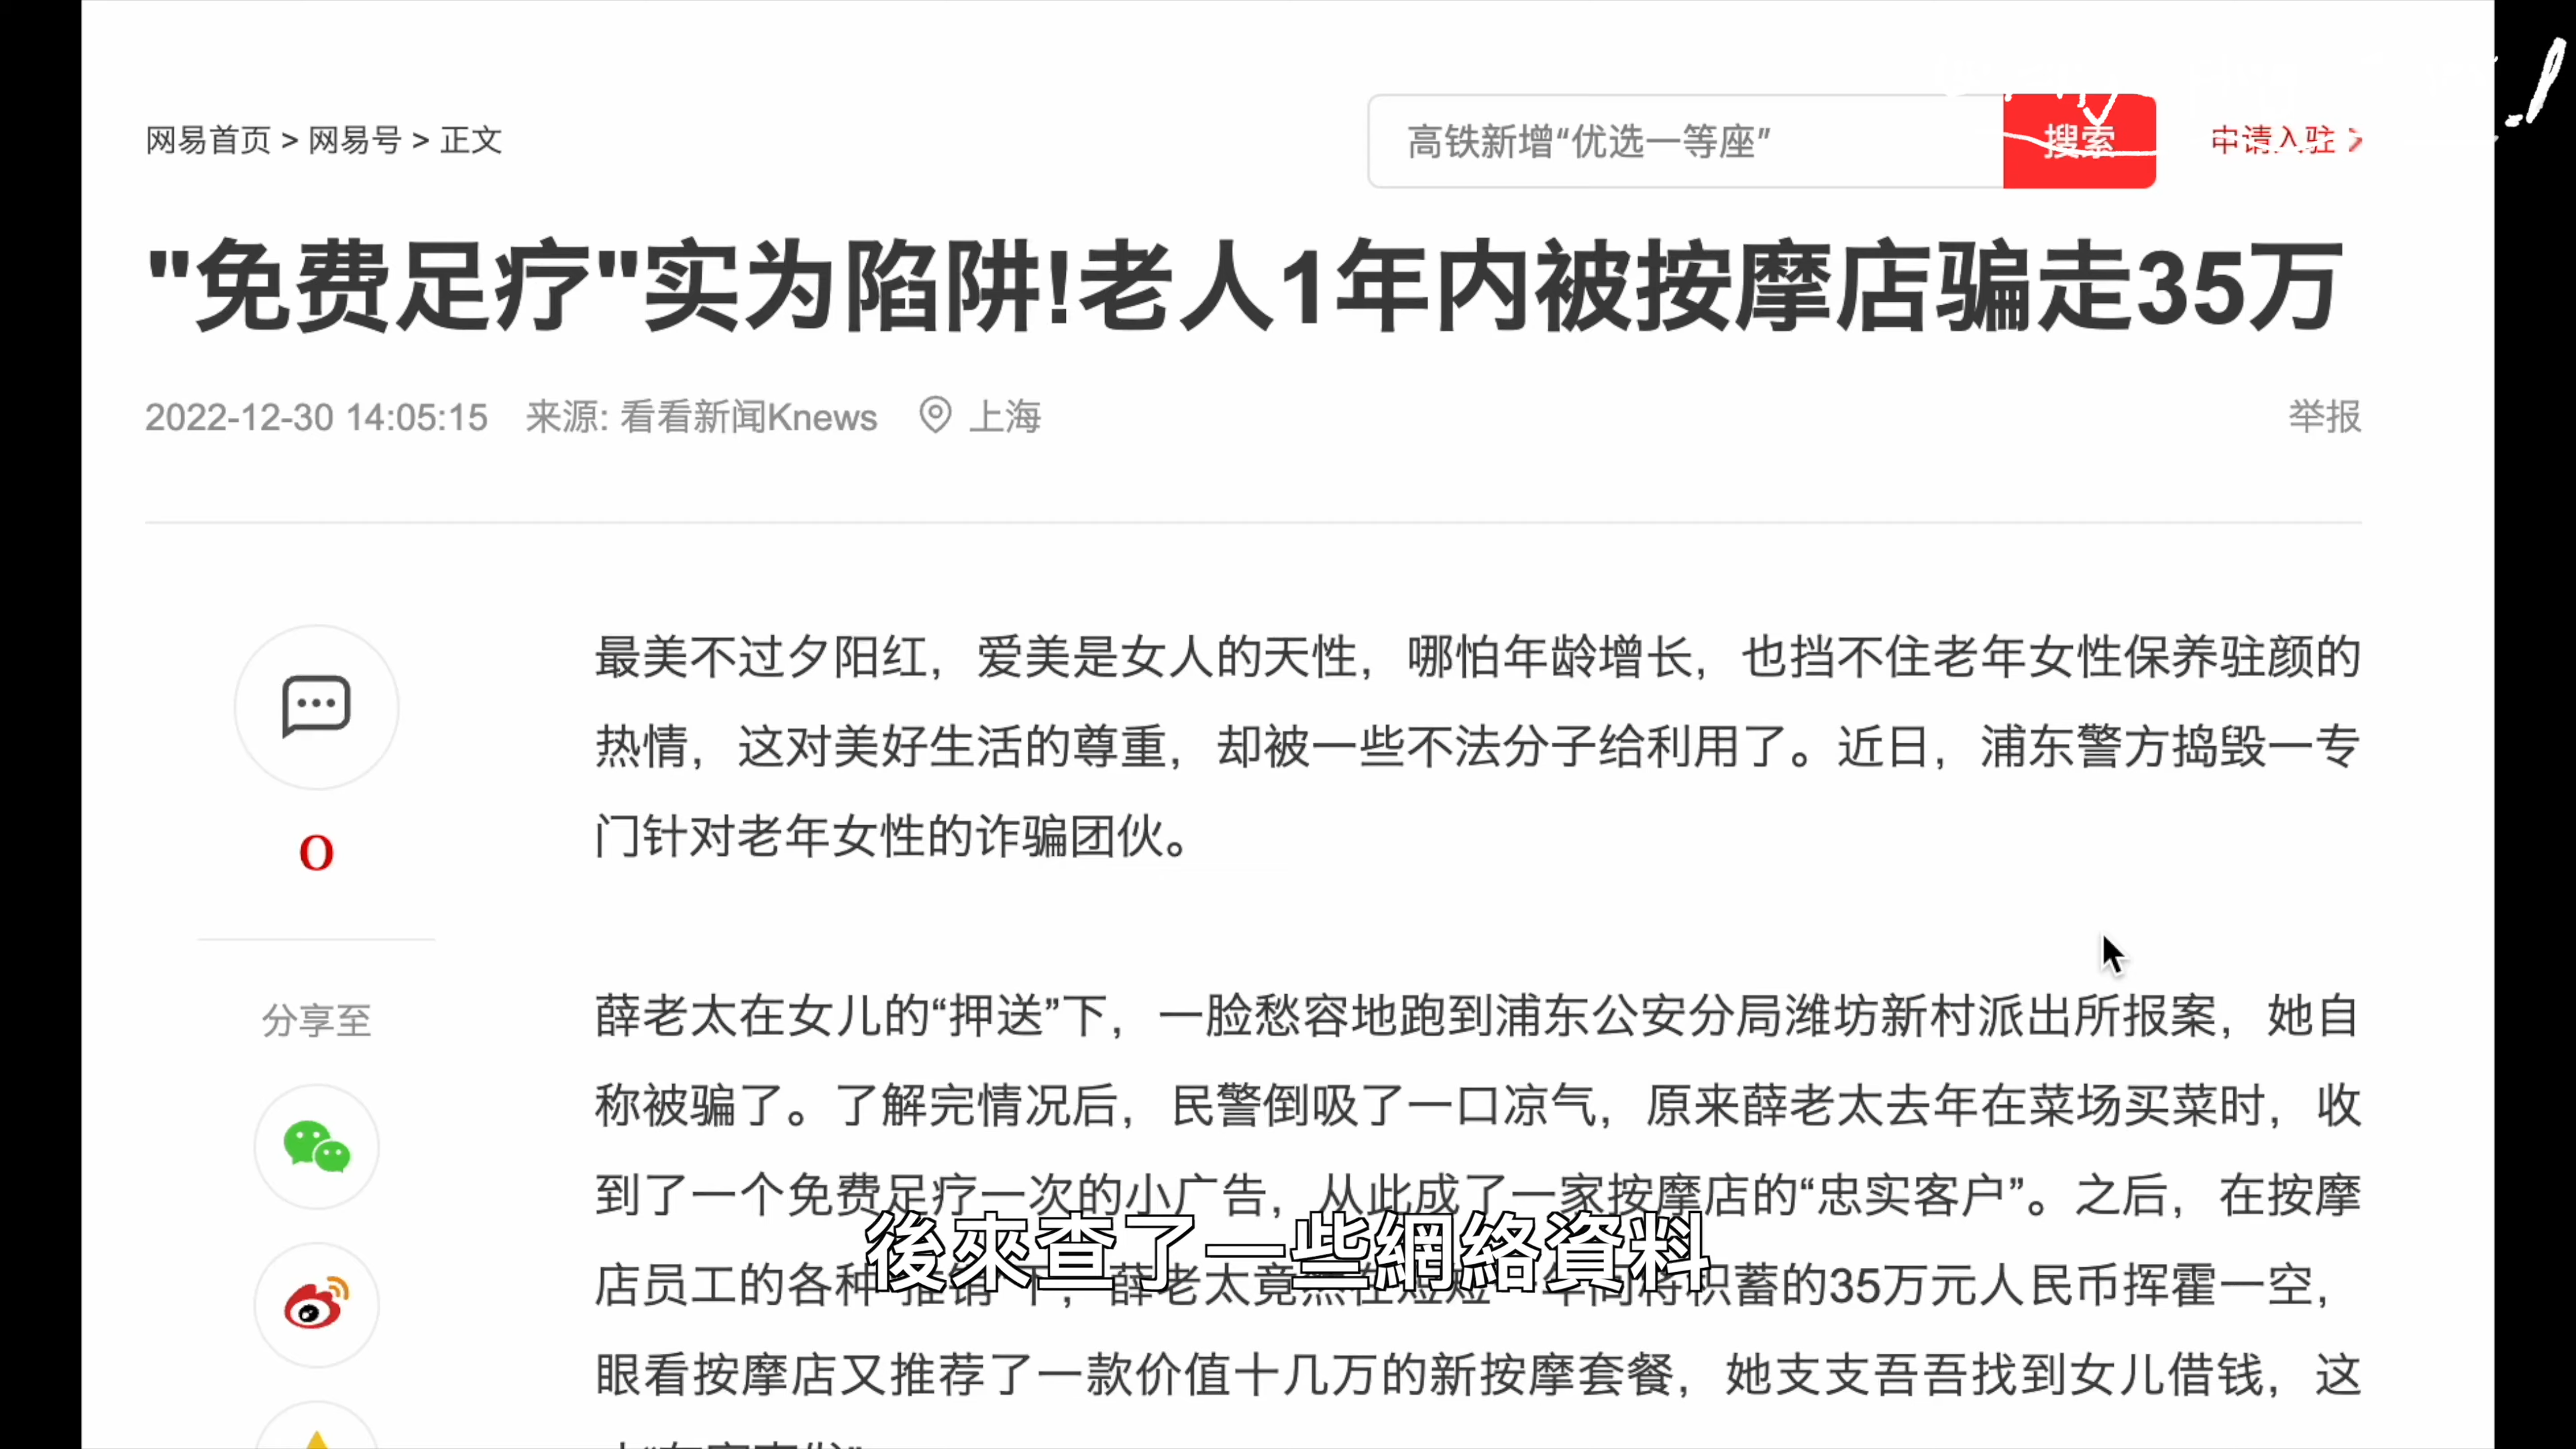 网易首页 > 网易号 > 正文
高铁新增“优选一等座”
搜索
申请入驻 >
"免费足疗"实为陷阱!老人1年内被按摩店骗走35万
2022-12-30 14:05:15 来源: 看看新闻Knews 上海
举报
最美不过夕阳红，爱美是女人的天性，哪怕年龄增长，也挡不住老年女性保养驻颜的
热情，这对美好生活的尊重，却被一些不法分子给利用了。近日，浦东警方捣毁一专
门针对老年女性的诈骗团伙。
0
分享至
薛老太在女儿的“押送”下，一脸愁容地跑到浦东公安分局潍坊新村派出所报案，她自
称被骗了。了解完情况后，民警倒吸了一口凉气，原来薛老太去年在菜场买菜时，收
到了一个免费足疗一次的小广告，从此成了一家按摩店的“忠实客户”。之后，在按摩
後來查了一些網絡資料
店员工的各种“推销”下，薛老太竟然在短短一年间将积蓄的35万元人民币挥霍一空，
眼看按摩店又推荐了一款价值十几万的新按摩套餐，她支支吾吾找到女儿借钱，这